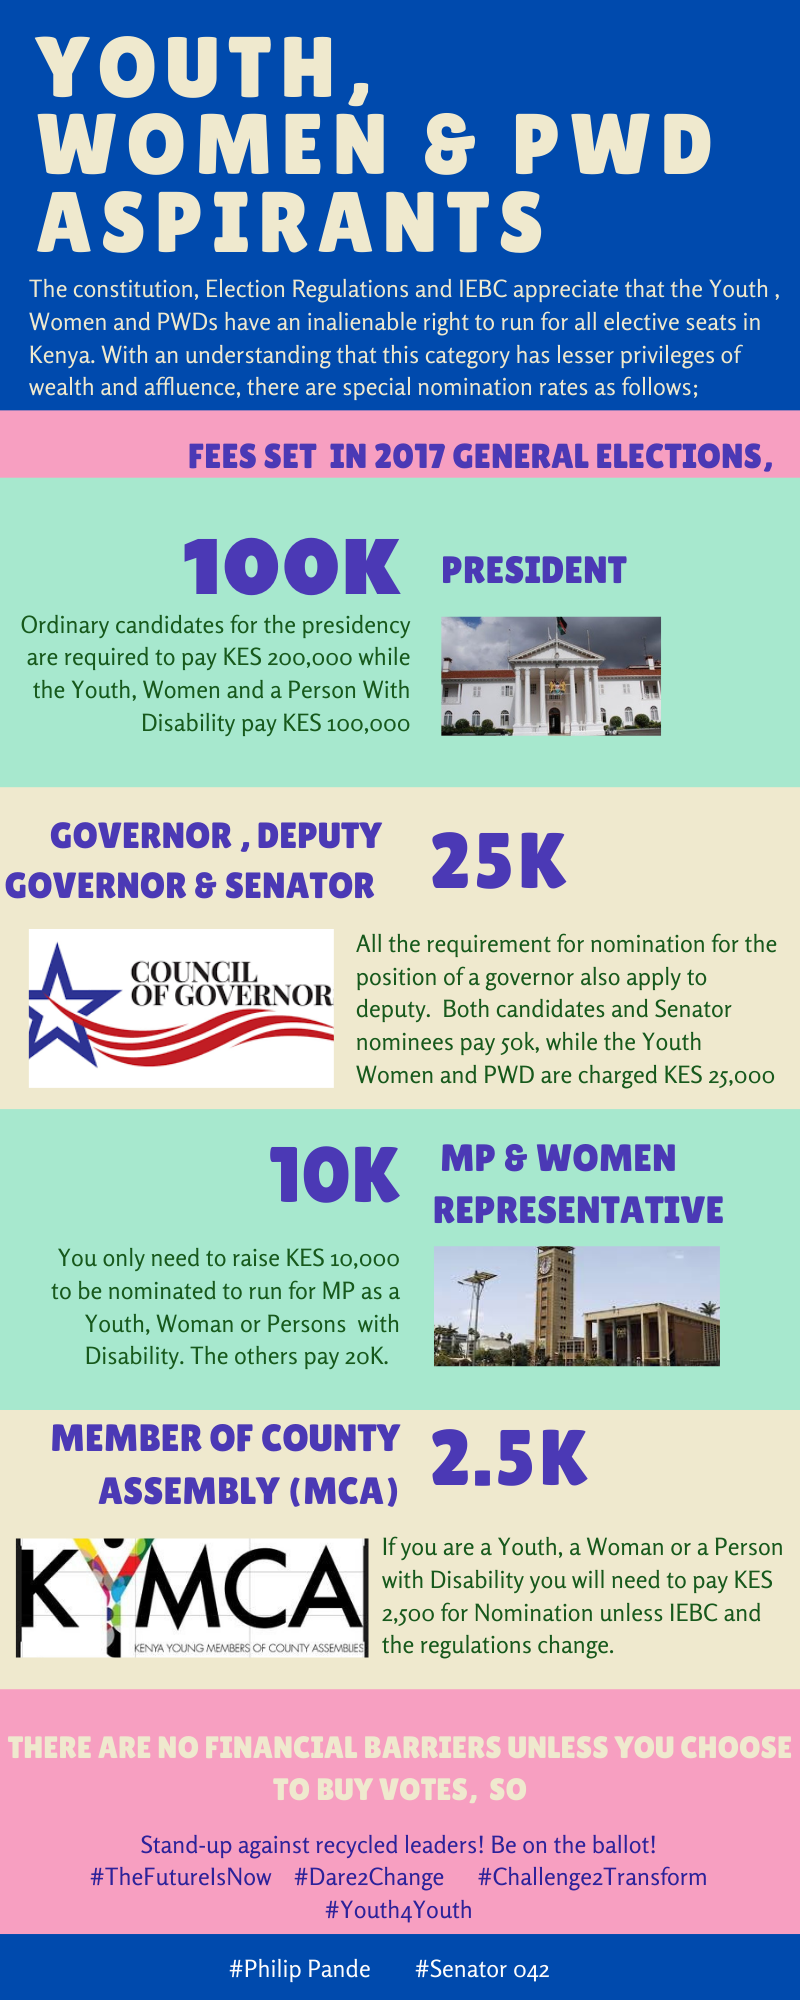 YOUTH,
WOMEN & PWD
ASPIRANTS
The constitution, Election Regulations and IEBC appreciate that the Youth ,
Women and PWDs have an inalienable right to run for all elective seats in
Kenya. With an understanding that this category has lesser privileges of
wealth and affluence, there are special nomination rates as follows;
FEES SET IN 2017 GENERAL ELECTIONS,
100K
PRESIDENT
Ordinary candidates for the presidency
are required to pay KES 200,000 while
the Youth, Women and a Person With
Disability pay KES 100,000
GOVERNOR , DEPUTY
GOVERNOR & SENATOR
25K
COUNCIL
OF GOVERNOR
All the requirement for nomination for the
position of a governor also apply to
deputy. Both candidates and Senator
nominees pay 50k, while the Youth
Women and PWD are charged KES 25,000
10K
MP & WOMEN
REPRESENTATIVE
You only need to raise KES 10,000
to be nominated to run for MP as a
Youth, Woman or Persons with
Disability. The others pay 20K.
MEMBER OF COUNTY
ASSEMBLY (MCA)
2.5K
KYMCA
KENYA YOUNG MEMBERS OF COUNTY ASSEMBLIES
If you are a Youth, a Woman or a Person
with Disability you will need to pay KES
2,500 for Nomination unless IEBC and
the regulations change.
THERE ARE NO FINANCIAL BARRIERS UNLESS YOU CHOOSE
TO BUY VOTES, SO
Stand-up against recycled leaders! Be on the ballot!
#TheFutureIsNow #Dare2Change #Challenge2Transform
#Youth4Youth
#Philip Pande #Senator 042